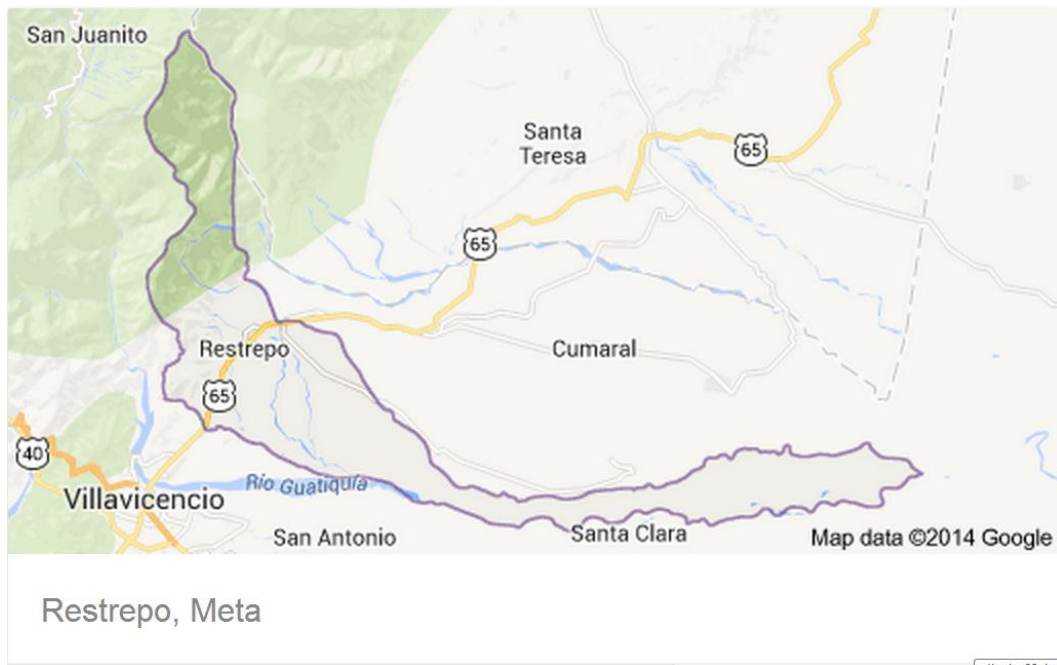 San Juanito
Santa
Teresa
65
65
Restrepo
Cumaral
65
40
Villavicencio
Río Guatiquía
San Antonio
Santa Clara
Map data ©2014 Google
Restrepo, Meta